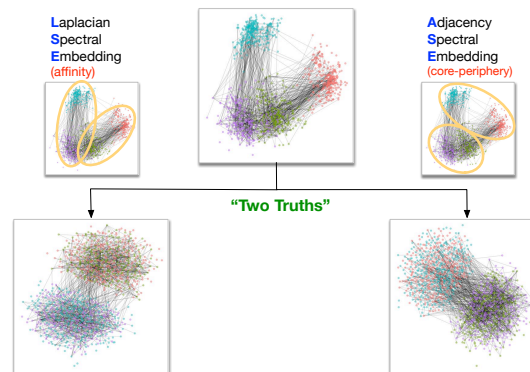 Laplacian
Spectral
Embedding
(affinity)
Adjacency
Spectral
Embedding
(core-periphery)
“Two Truths”